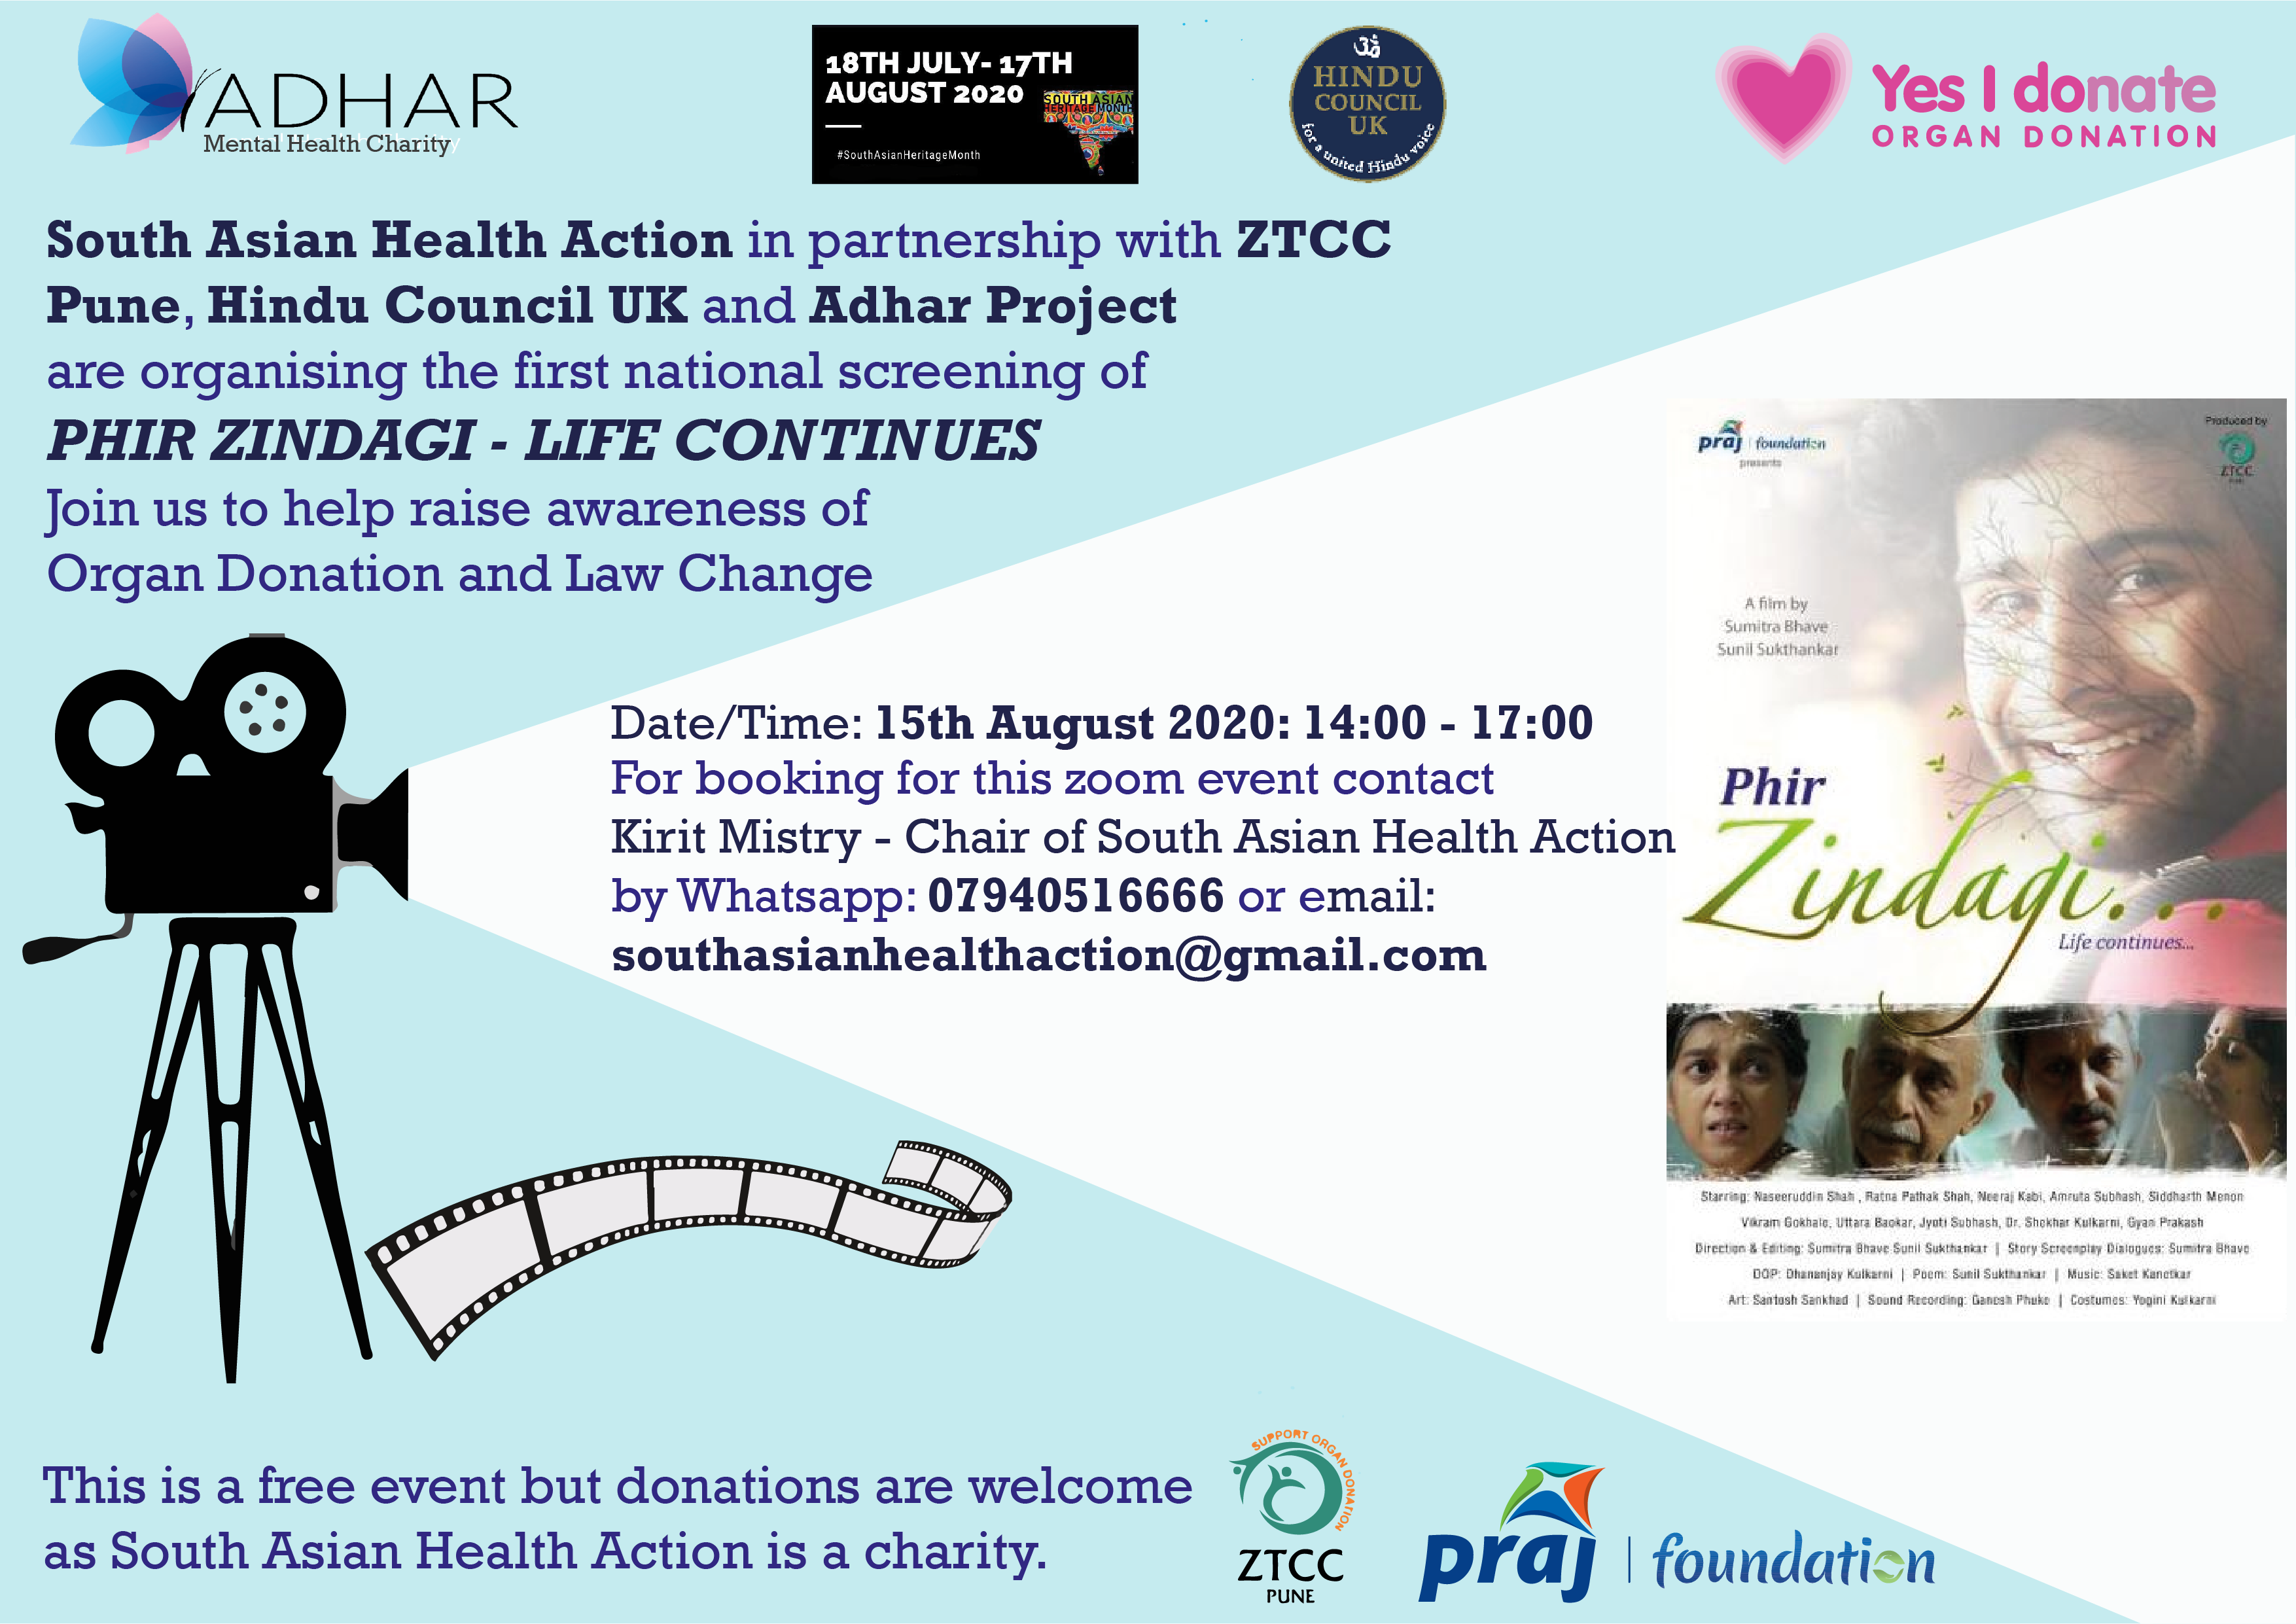 ADHAR
Mental Health Charity
18TH JULY- 17TH
AUGUST 2020
SOUTH ASIAN
HERITAGE MONTH
#SouthAsianHeritageMonth
ॐ
HINDU
COUNCIL
UK
for a united Hindu voice
Yes I donate
ORGAN DONATION
South Asian Health Action in partnership with ZTCC
Pune, Hindu Council UK and Adhar Project
are organising the first national screening of
PHIR ZINDAGI - LIFE CONTINUES
Join us to help raise awareness of
Organ Donation and Law Change
Date/Time: 15th August 2020: 14:00 - 17:00
For booking for this zoom event contact
Kirit Mistry - Chair of South Asian Health Action
by Whatsapp: 07940516666 or email:
southasianhealthaction@gmail.com
praj | foundation
presents
Produced by
ZTCC
PUNE
A film by
Sumitra Bhave
Sunil Sukthankar
Phir
Zindagi...
Life continues...
Starring: Naseeruddin Shah , Ratna Pathak Shah, Neeraj Kabi, Amruta Subhash, Siddharth Menon
Vikram Gokhale, Uttara Baokar, Jyoti Subhash, Dr. Shekhar Kulkarni, Gyan Prakash
Direction & Editing: Sumitra Bhave Sunil Sukthankar | Story Screenplay Dialogues: Sumitra Bhave
DOP: Dhananjay Kulkarni | Poem: Sunil Sukthankar | Music: Saket Kanetkar
Art: Santosh Sankhad | Sound Recording: Ganesh Phuke | Costumes: Yogini Kulkarni
This is a free event but donations are welcome
as South Asian Health Action is a charity.
SUPPORT ORGAN DONATION
ZTCC
PUNE
praj | foundation